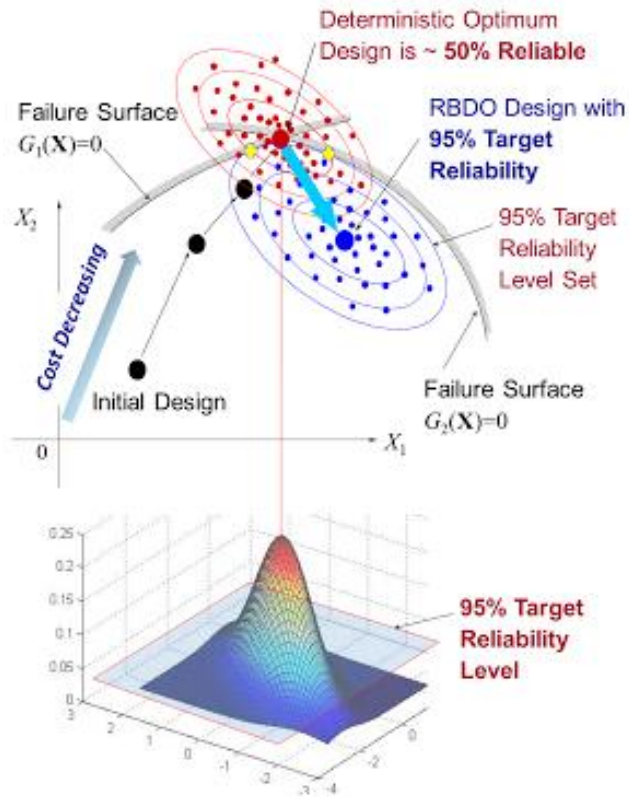 Deterministic Optimum
Design is ~ 50% Reliable
Failure Surface
G₁(X)=0
RBDO Design with
95% Target
Reliability
X₂
95% Target
Reliability
Level Set
Cost Decreasing
Initial Design
Failure Surface
G₂(X)=0
0
X₁
0.25
0.2
0.15
0.1
0.05
0
95% Target
Reliability
Level
3
2
1
0
-1
-2
-3
-4
-2
0